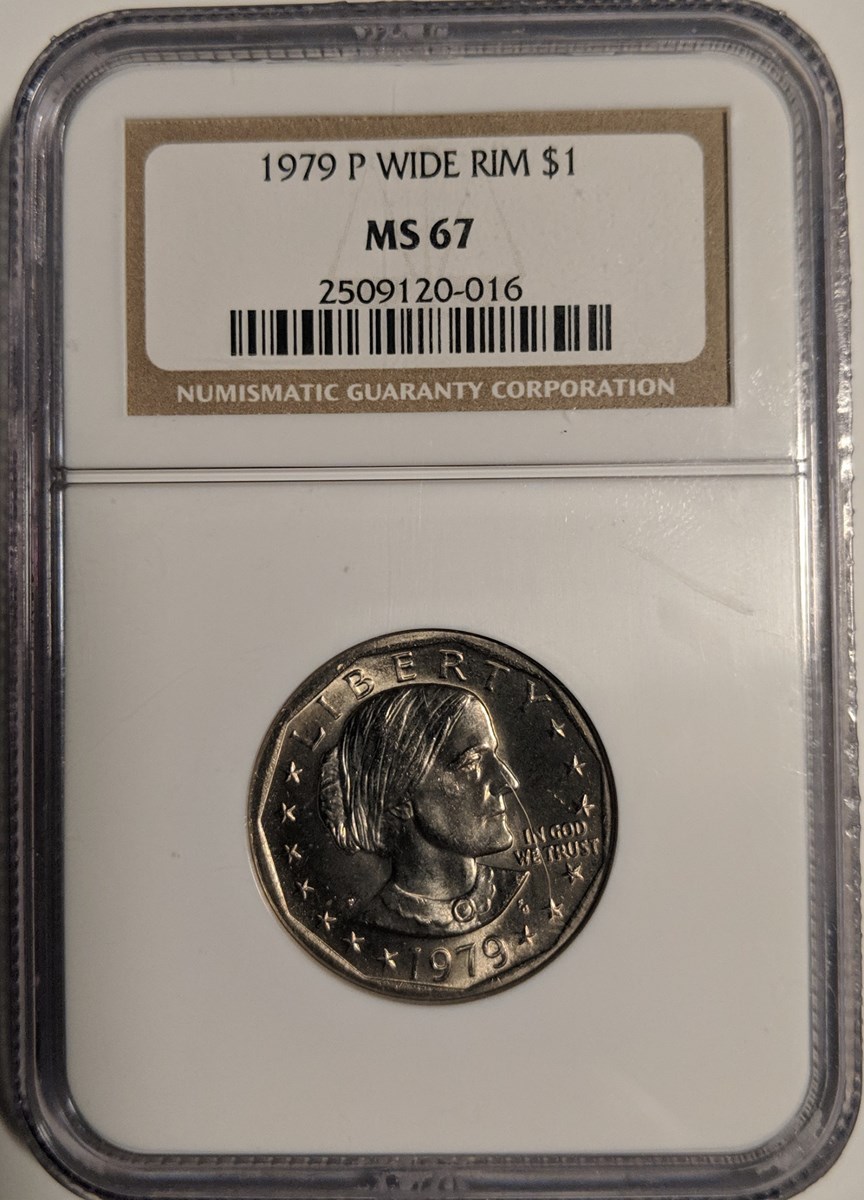 1979 P WIDE RIM $1
MS 67
2509120-016
NUMISMATIC GUARANTY CORPORATION
LIBERTY
IN GOD
WE TRUST
1979